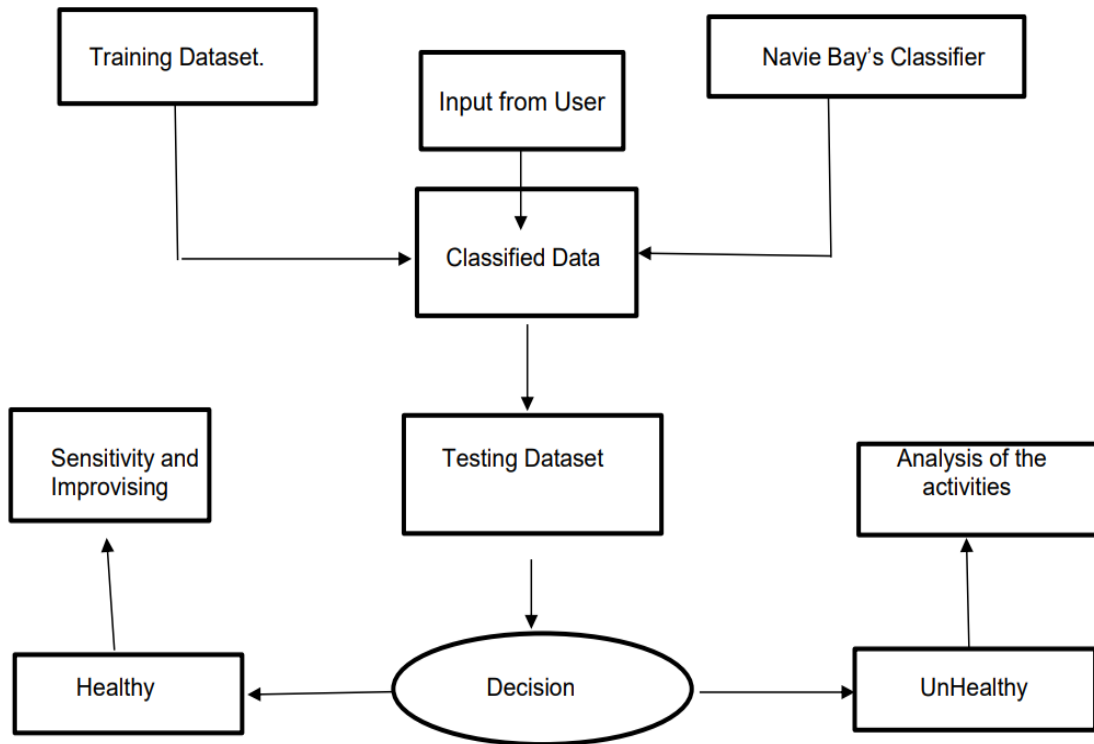 Training Dataset.
Input from User
Navie Bay’s Classifier
Classified Data
Sensitivity and
Improvising
Testing Dataset
Analysis of the
activities
Healthy
Decision
UnHealthy